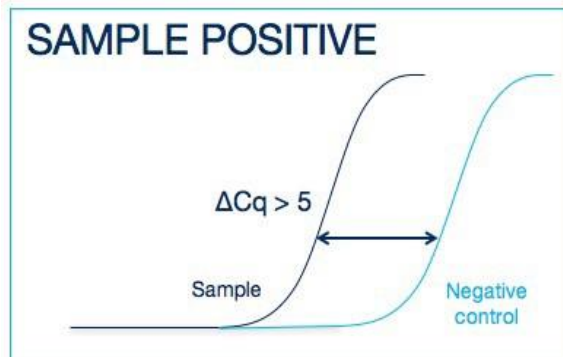 SAMPLE POSITIVE
ΔCq > 5
Sample
Negative
control